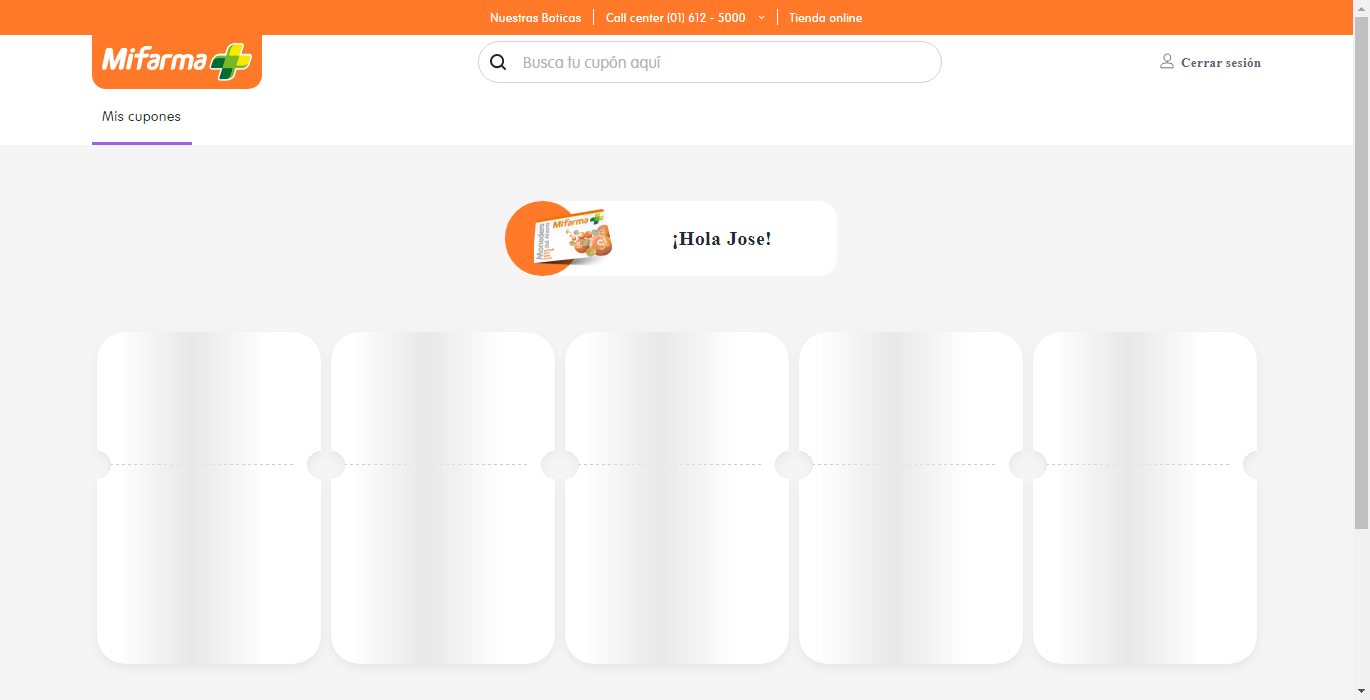 Nuestras Boticas
Call center (01) 612 - 5000
Tienda online
Mifarma
Busca tu cupón aquí
Cerrar sesión
Mis cupones
Mifarma
Monedero
del Ahorro
¡Hola Jose!